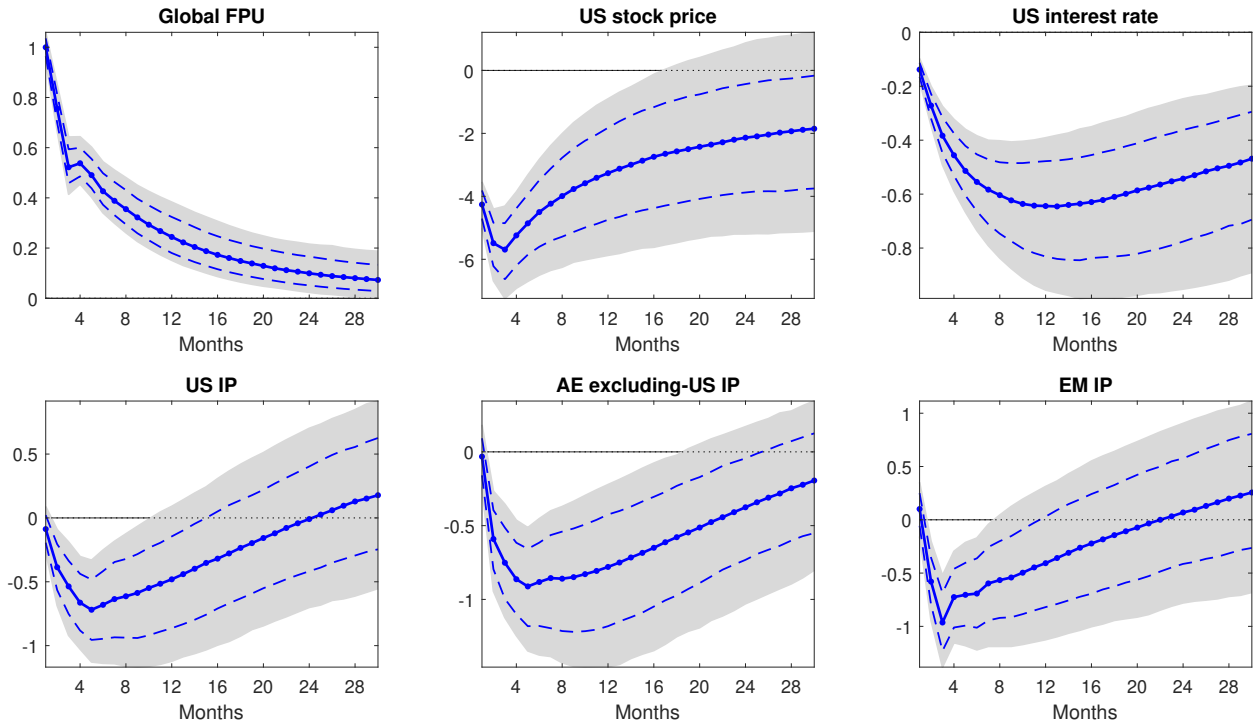 Global FPU
US stock price
US interest rate
1
0.8
0.6
0.4
0.2
0
0
-2
-4
-6
0
-0.2
-0.4
-0.6
-0.8
4 8 12 16 20 24 28
4 8 12 16 20 24 28
4 8 12 16 20 24 28
Months
Months
Months
US IP
AE excluding-US IP
EM IP
0.5
0
-0.5
-1
0
-0.5
-1
1
0.5
0
-0.5
-1
4 8 12 16 20 24 28
4 8 12 16 20 24 28
4 8 12 16 20 24 28
Months
Months
Months